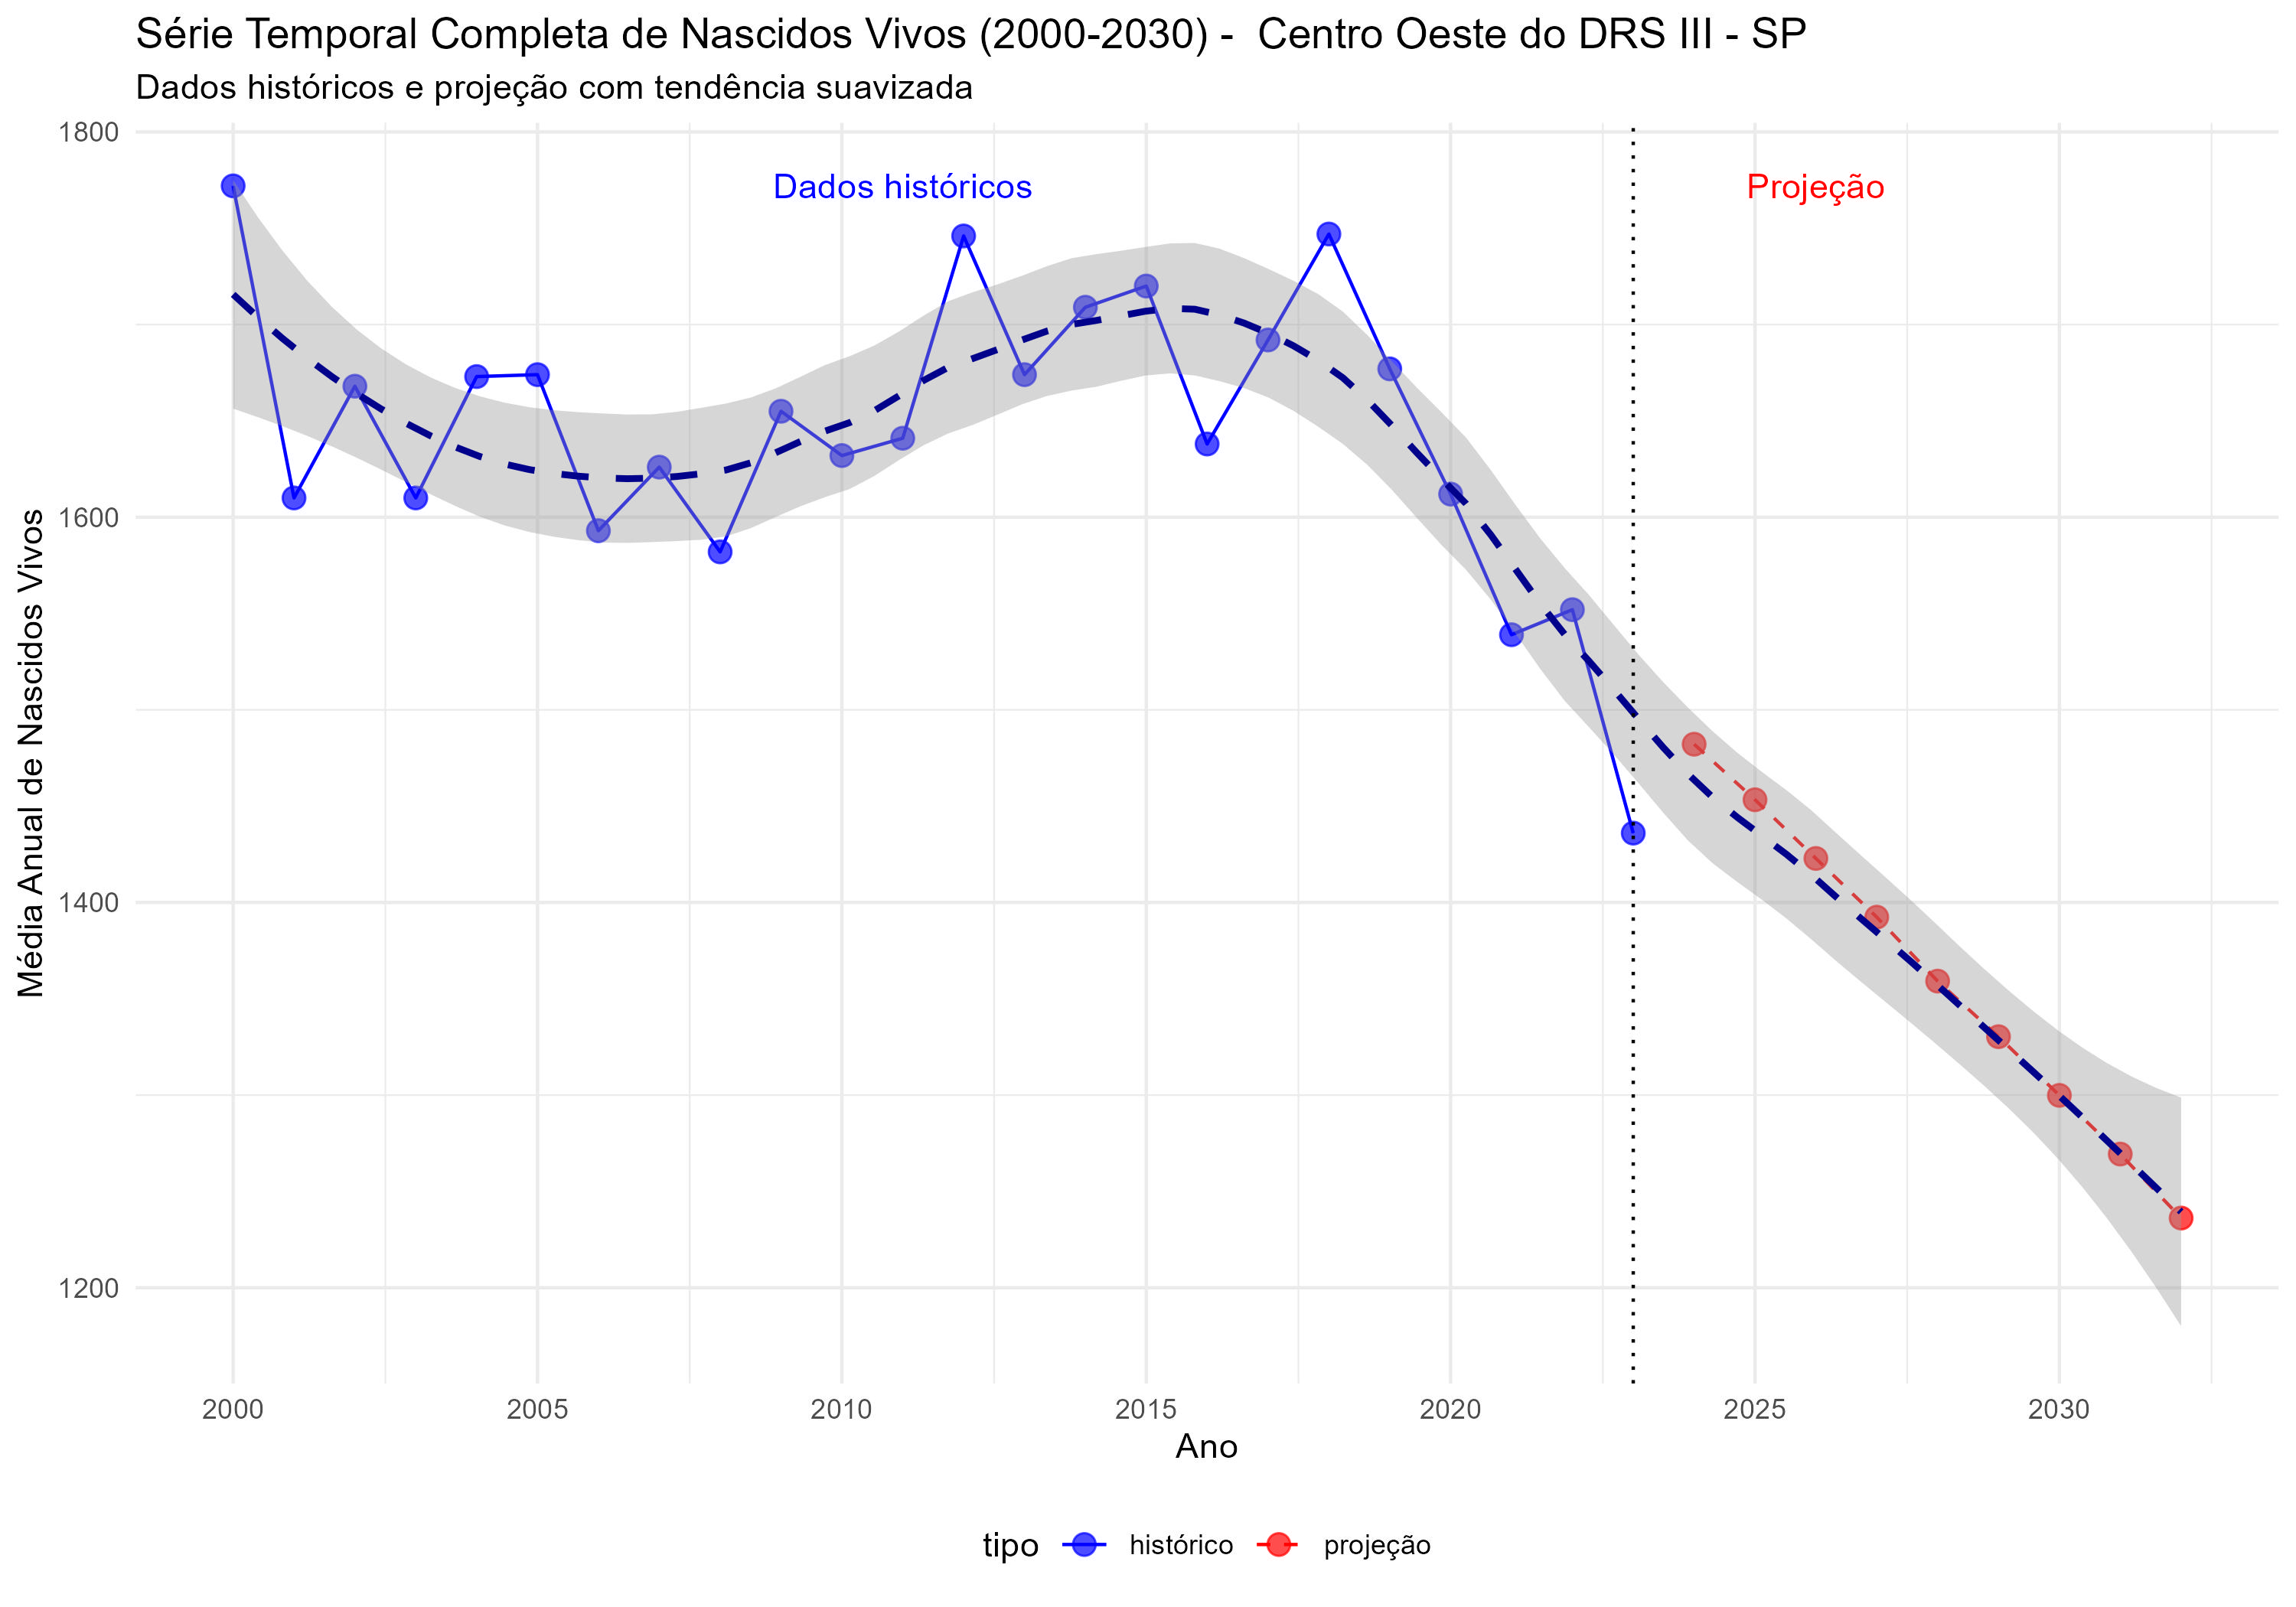 Série Temporal Completa de Nascidos Vivos (2000-2030) -  Centro Oeste do DRS III - SP
Dados históricos e projeção com tendência suavizada
Média Anual de Nascidos Vivos
1800
1600
1400
1200
Dados históricos
Projeção
2000
2005
2010
2015
2020
2025
2030
Ano
tipo
histórico
projeção